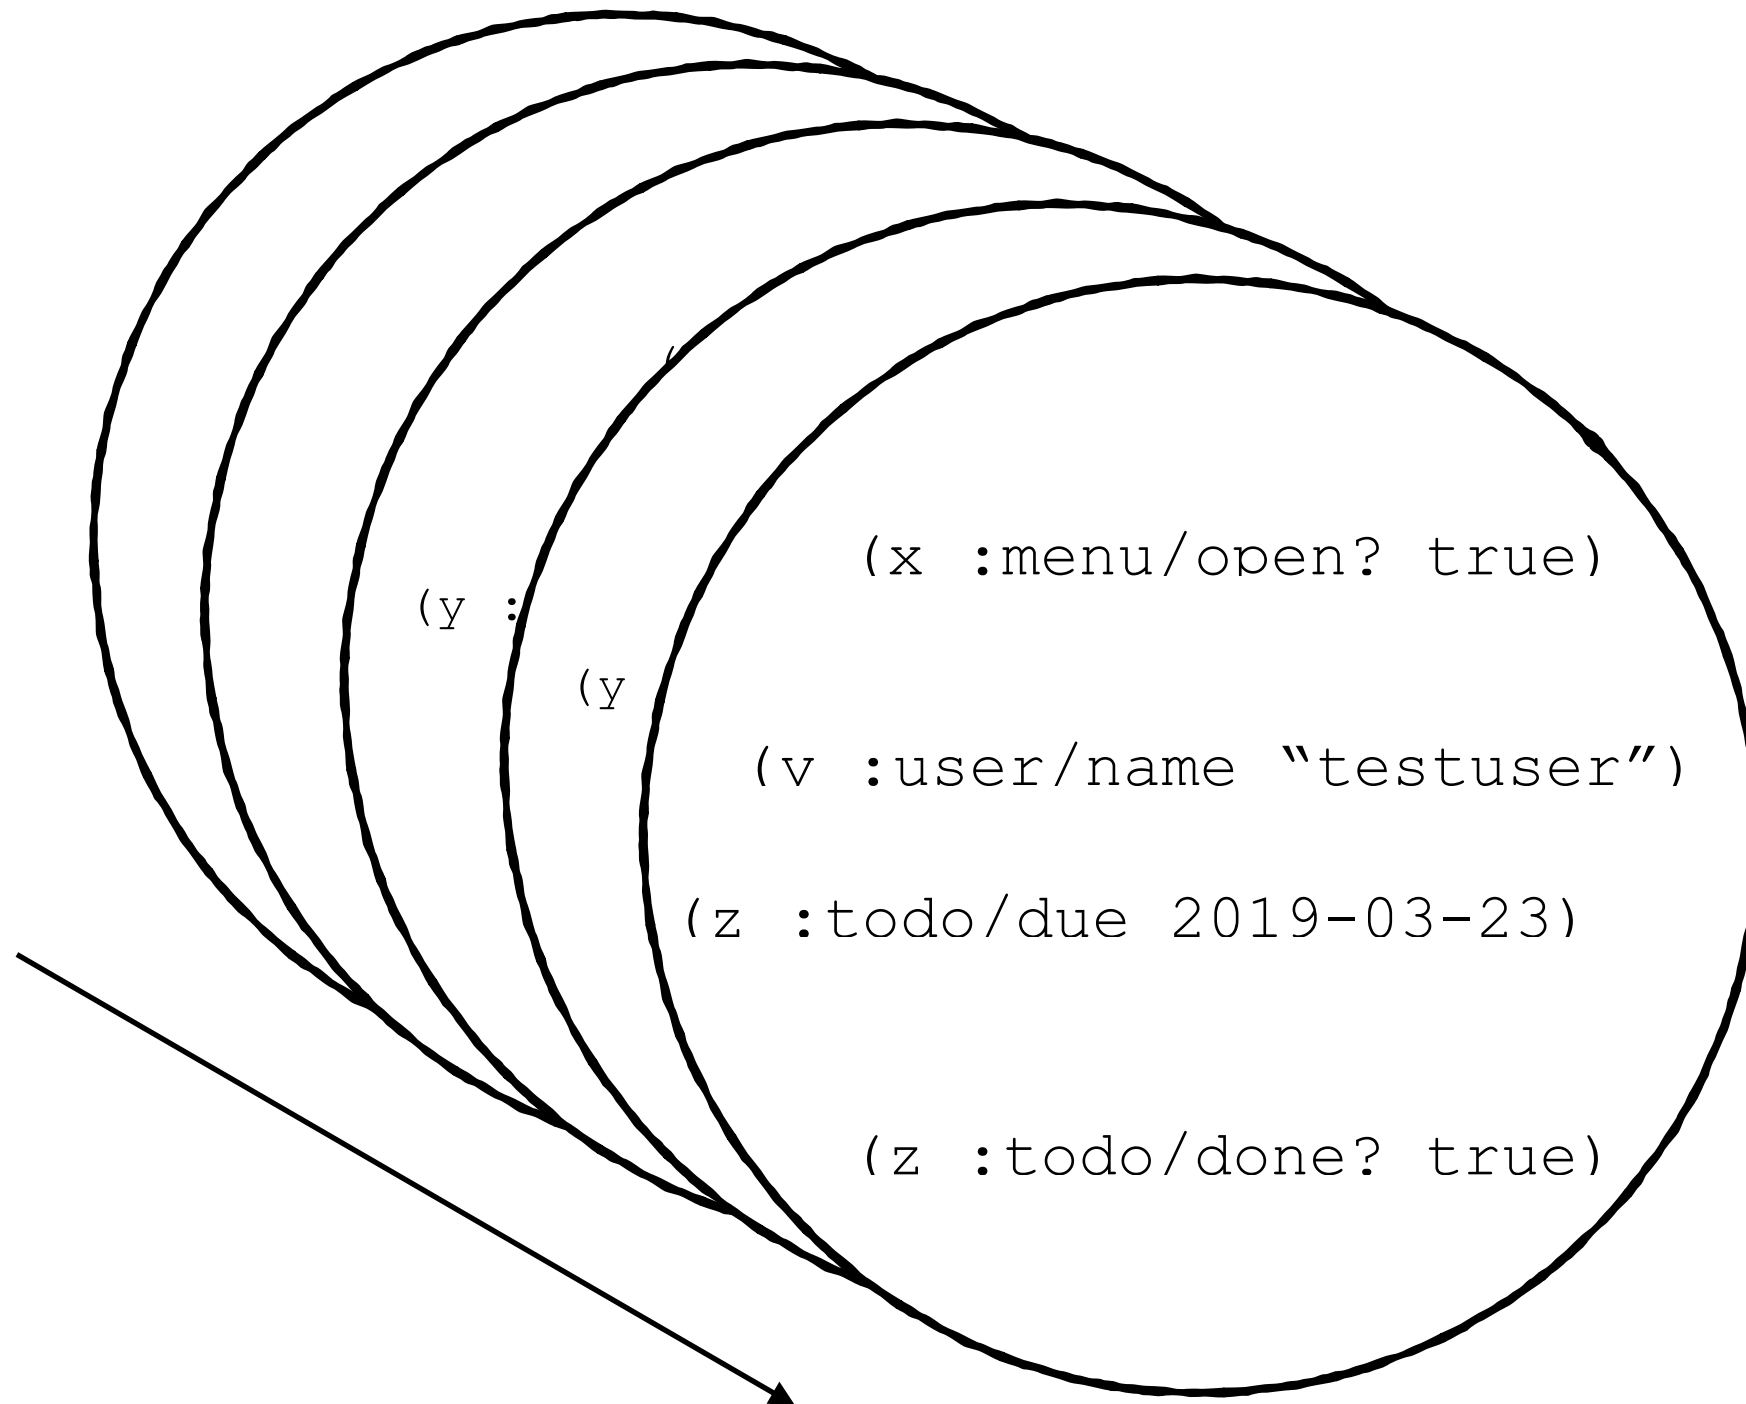 (
(x :menu/open? true)
(y :
(y
(v :user/name “testuser”)
(z :todo/due 2019-03-23)
(z :todo/done? true)